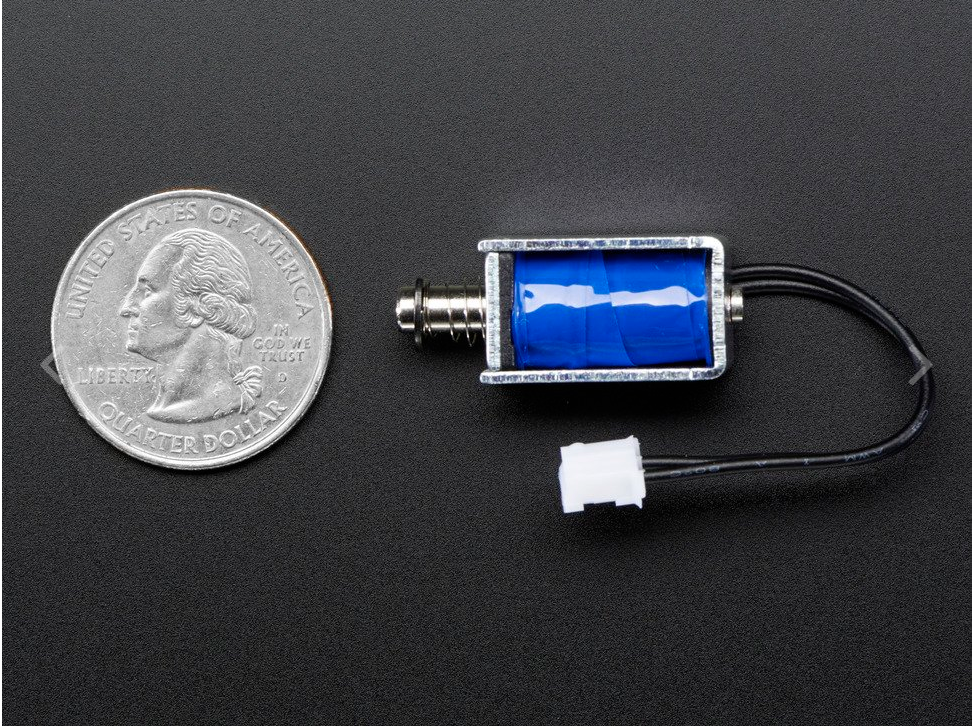 UNITED STATES OF AMERICA
LIBERTY
IN
GOD WE
TRUST
D
QUARTER DOLLAR